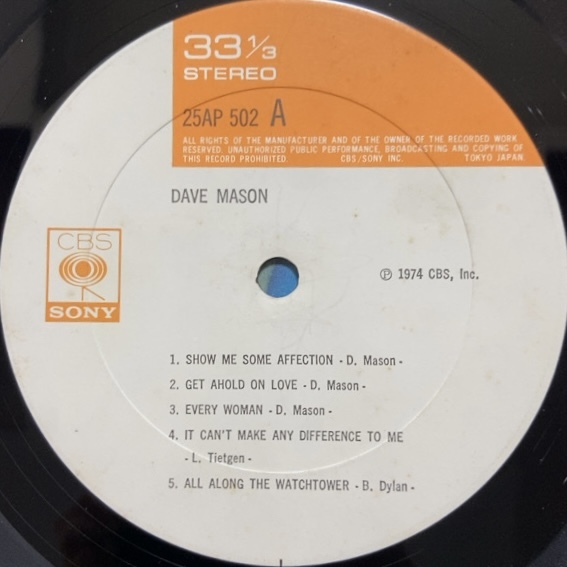 33 1/3
STEREO
25AP 502 A
ALL RIGHTS OF THE MANUFACTURER AND OF THE OWNER OF THE RECORDED WORK
RESERVED. UNAUTHORIZED PUBLIC PERFORMANCE, BROADCASTING AND COPYING OF
THIS RECORD PROHIBITED. CBS/SONY INC. TOKYO JAPAN.
DAVE MASON
CBS
SONY
℗ 1974 CBS, Inc.
1. SHOW ME SOME AFFECTION - D. Mason -
2. GET AHOLD ON LOVE - D. Mason -
3. EVERY WOMAN - D. Mason -
4. IT CAN'T MAKE ANY DIFFERENCE TO ME
- L. Tietgen -
5. ALL ALONG THE WATCHTOWER - B. Dylan -